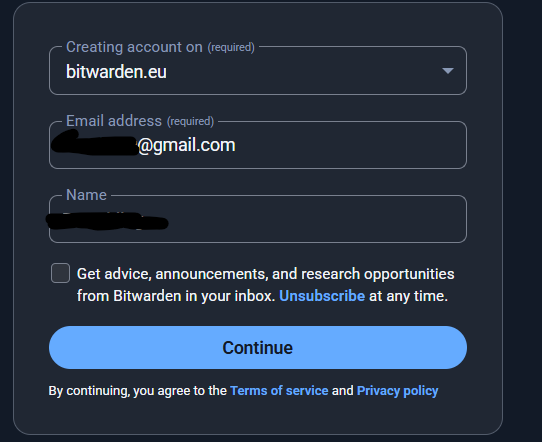 Creating account on (required)
bitwarden.eu
Email address (required)
@gmail.com
Name
Get advice, announcements, and research opportunities
from Bitwarden in your inbox. Unsubscribe at any time.
Continue
By continuing, you agree to the Terms of service and Privacy policy